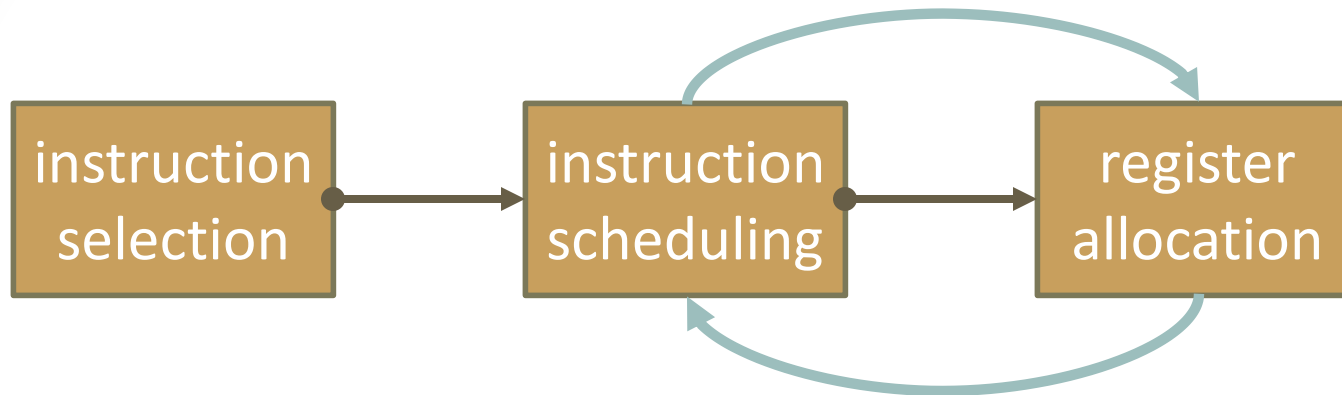 instruction
selection
instruction
scheduling
register
allocation